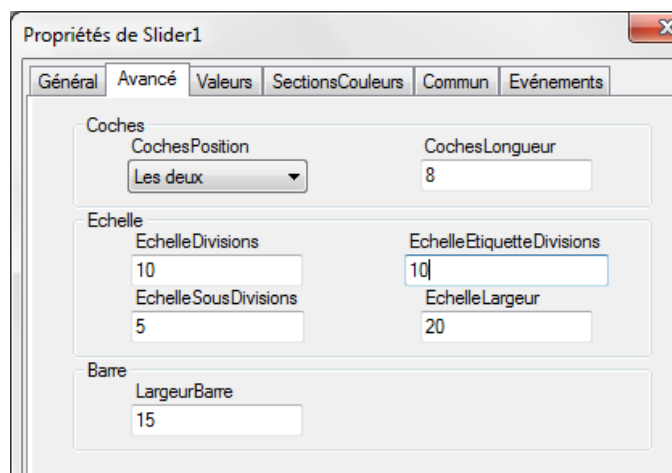 Propriétés de Slider1
Général Avancé Valeurs SectionsCouleurs Commun Evénements
Coches
CochesPosition CochesLongueur
Les deux 8
Echelle
EchelleDivisions EchelleEtiquetteDivisions
10 10
EchelleSousDivisions EchelleLargeur
5 20
Barre
LargeurBarre
15